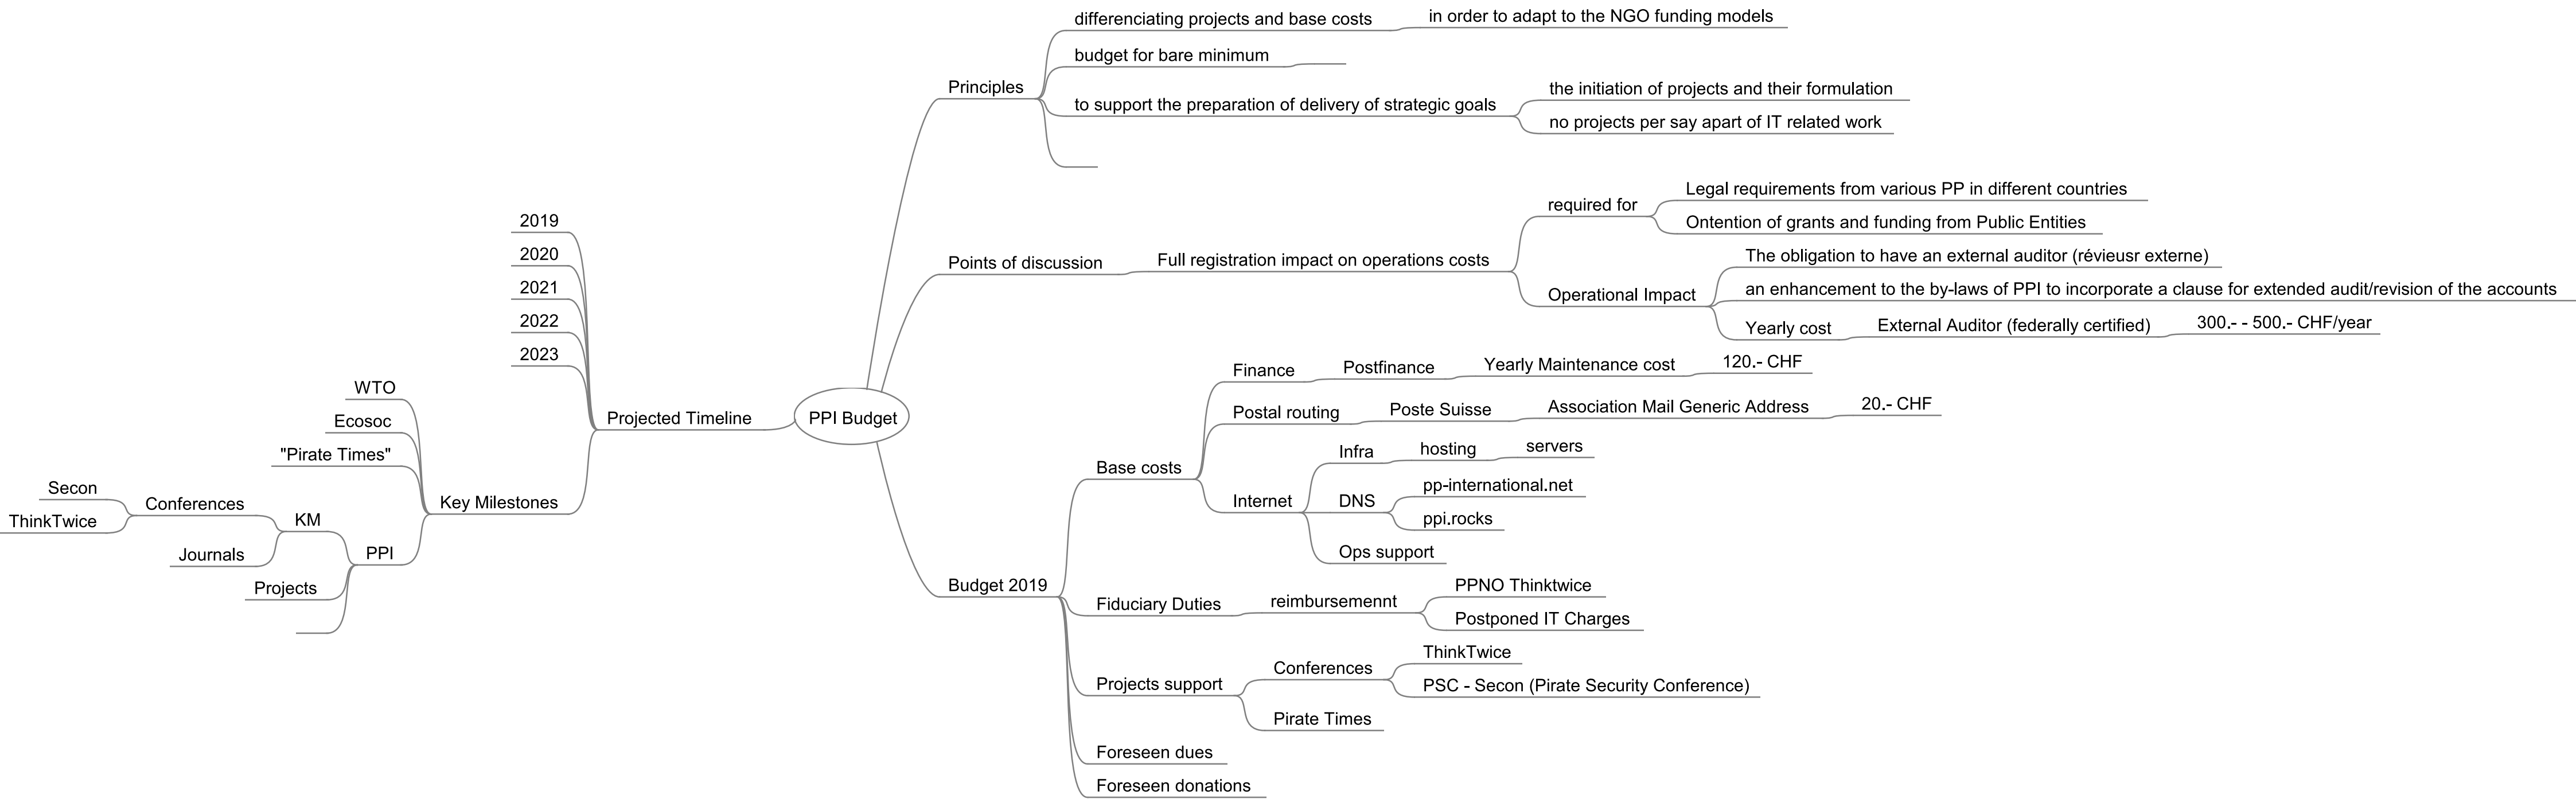 PPI Budget
Principles
differenciating projects and base costs
in order to adapt to the NGO funding models
budget for bare minimum
to support the preparation of delivery of strategic goals
the initiation of projects and their formulation
no projects per say apart of IT related work
Points of discussion
Full registration impact on operations costs
required for
Legal requirements from various PP in different countries
Ontention of grants and funding from Public Entities
Operational Impact
The obligation to have an external auditor (révieusr externe)
an enhancement to the by-laws of PPI to incorporate a clause for extended audit/revision of the accounts
Yearly cost
External Auditor (federally certified)
300.- - 500.- CHF/year
Budget 2019
Base costs
Finance
Postfinance
Yearly Maintenance cost
120.- CHF
Postal routing
Poste Suisse
Association Mail Generic Address
20.- CHF
Internet
Infra
hosting
servers
DNS
pp-international.net
ppi.rocks
Ops support
Fiduciary Duties
reimbursemennt
PPNO Thinktwice
Postponed IT Charges
Projects support
Conferences
ThinkTwice
PSC - Secon (Pirate Security Conference)
Pirate Times
Foreseen dues
Foreseen donations
Projected Timeline
2019
2020
2021
2022
2023
Key Milestones
WTO
Ecosoc
"Pirate Times"
PPI
KM
Conferences
Secon
ThinkTwice
Journals
Projects